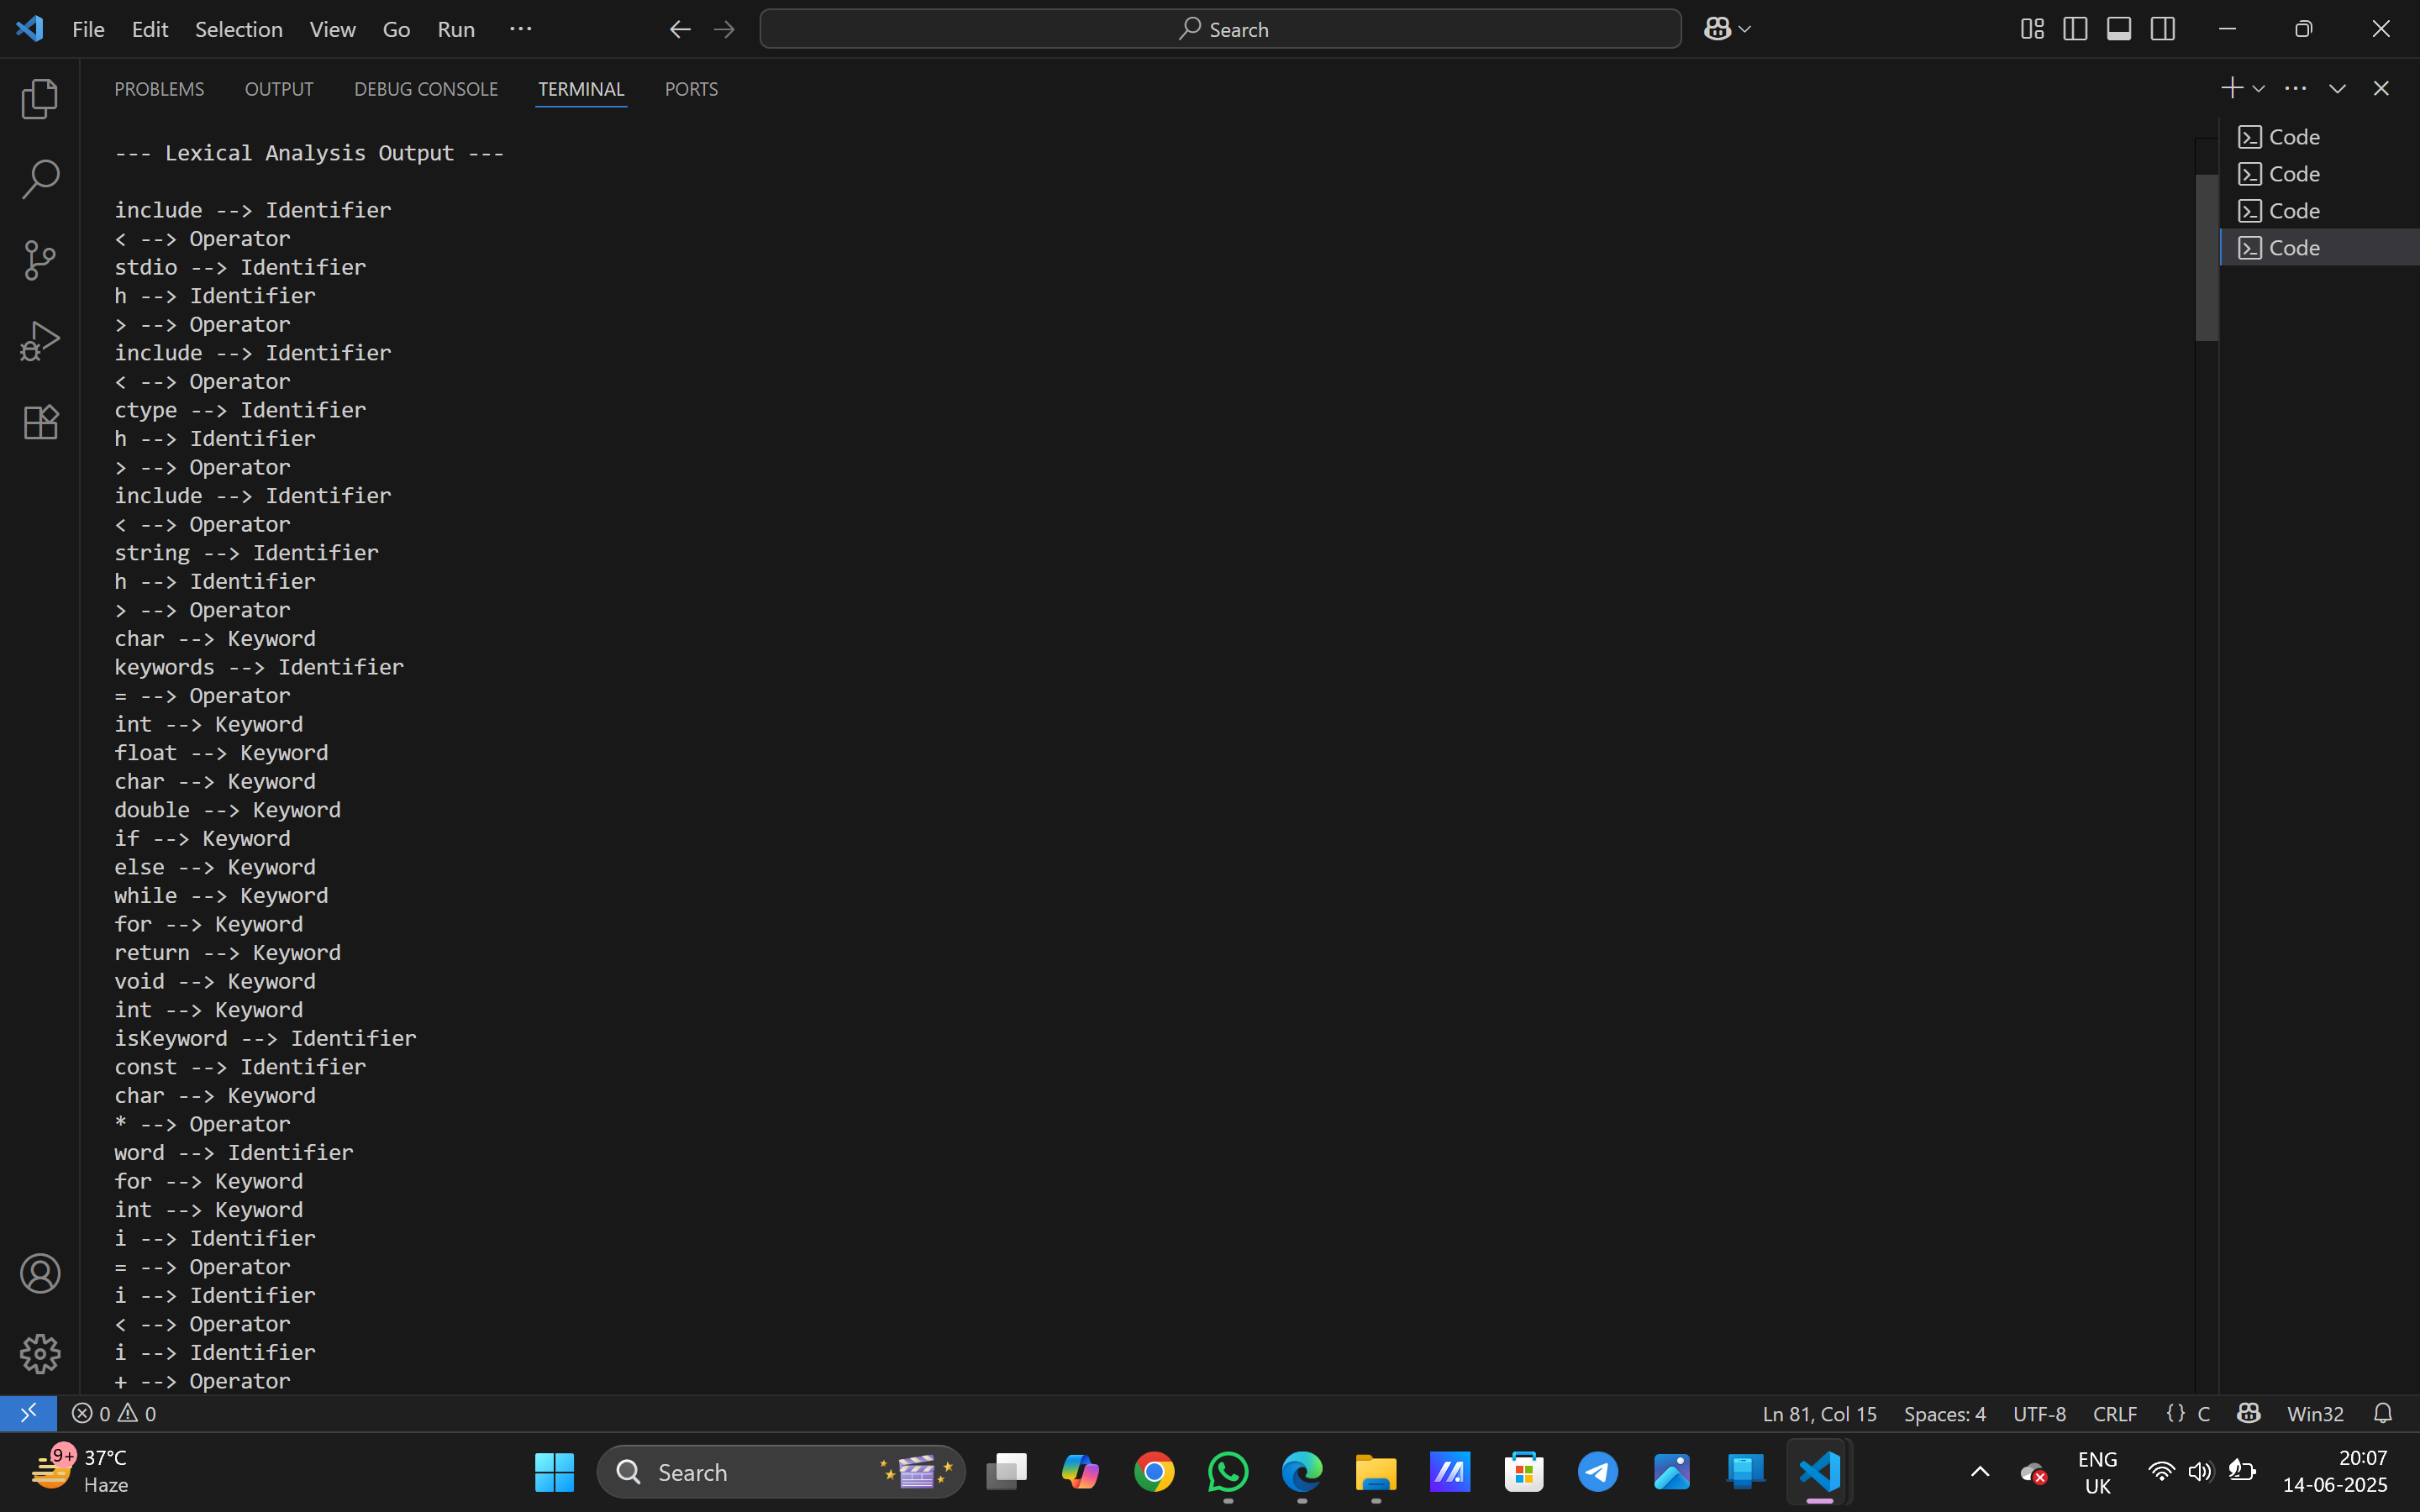 File Edit Selection View Go Run ···
Search
PROBLEMS OUTPUT DEBUG CONSOLE TERMINAL PORTS
Code
Code
Code
Code
--- Lexical Analysis Output ---
include --> Identifier
< --> Operator
stdio --> Identifier
h --> Identifier
> --> Operator
include --> Identifier
< --> Operator
ctype --> Identifier
h --> Identifier
> --> Operator
include --> Identifier
< --> Operator
string --> Identifier
h --> Identifier
> --> Operator
char --> Keyword
keywords --> Identifier
= --> Operator
int --> Keyword
float --> Keyword
char --> Keyword
double --> Keyword
if --> Keyword
else --> Keyword
while --> Keyword
for --> Keyword
return --> Keyword
void --> Keyword
int --> Keyword
isKeyword --> Identifier
const --> Identifier
char --> Keyword
* --> Operator
word --> Identifier
for --> Keyword
int --> Keyword
i --> Identifier
= --> Operator
i --> Identifier
< --> Operator
i --> Identifier
+ --> Operator
0 0 Ln 81, Col 15 Spaces: 4 UTF-8 CRLF {} C Win32
9+ 37°C
Haze
Search
ENG
UK
20:07
14-06-2025